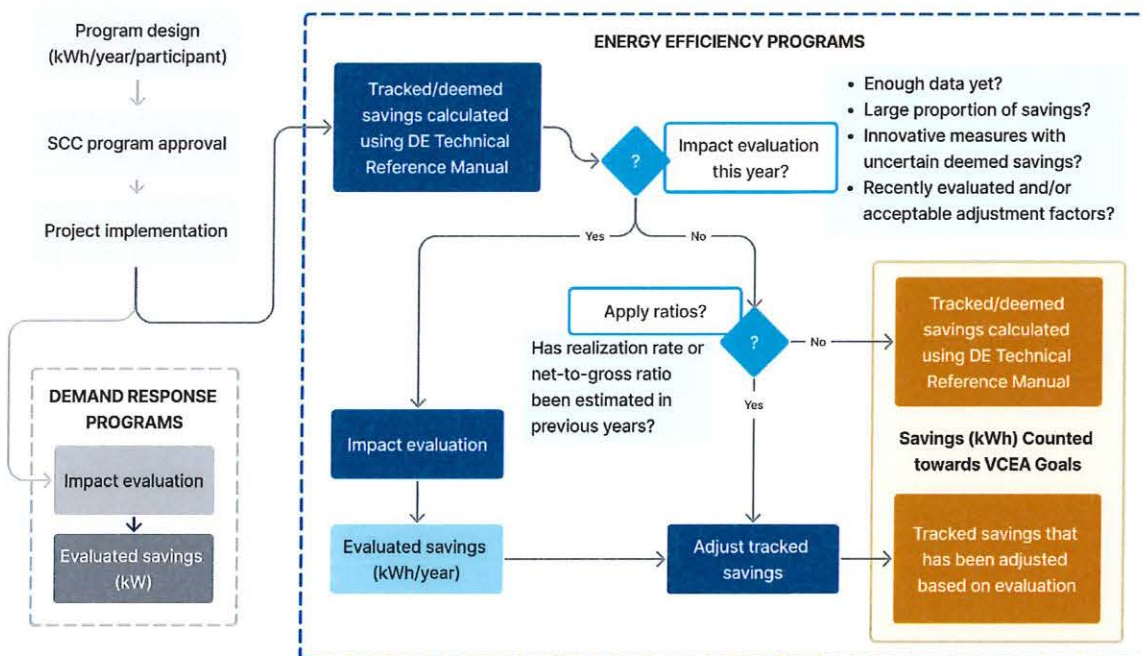 Program design
(kWh/year/participant)
SCC program approval
Project implementation
DEMAND RESPONSE
PROGRAMS
Impact evaluation
Evaluated savings
(kW)
ENERGY EFFICIENCY PROGRAMS
Tracked/deemed
savings calculated
using DE Technical
Reference Manual
?
Impact evaluation
this year?
• Enough data yet?
• Large proportion of savings?
• Innovative measures with
uncertain deemed savings?
• Recently evaluated and/or
acceptable adjustment factors?
Yes
No
Apply ratios?
?
Has realization rate or
net-to-gross ratio
been estimated in
previous years?
No
Yes
Impact evaluation
Evaluated savings
(kWh/year)
Adjust tracked
savings
Tracked/deemed
savings calculated
using DE Technical
Reference Manual
Savings (kWh) Counted
towards VCEA Goals
Tracked savings that
has been adjusted
based on evaluation